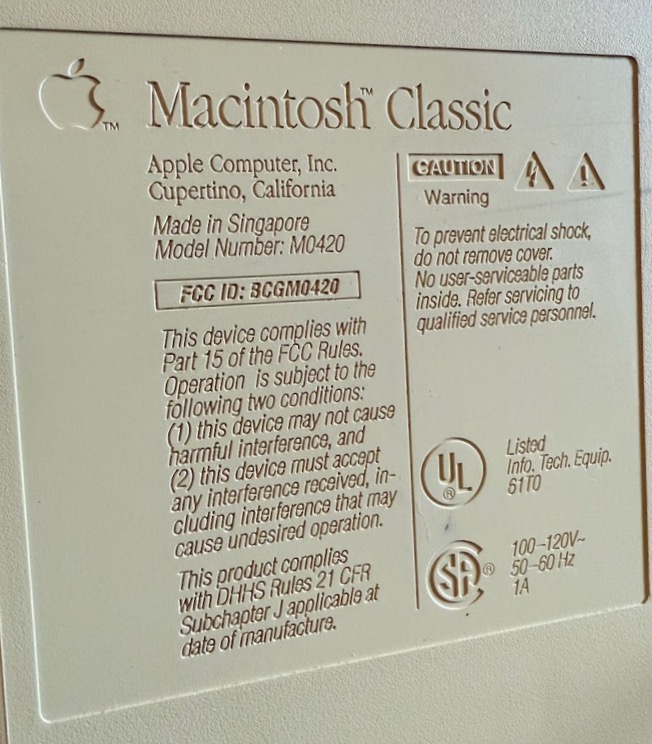 Macintosh™ Classic
TM
Apple Computer, Inc.
Cupertino, California
Made in Singapore
Model Number: M0420
FCC ID: BCGM0420
This device complies with
Part 15 of the FCC Rules.
Operation is subject to the
following two conditions:
(1) this device may not cause
harmful interference, and
(2) this device must accept
any interference received, in-
cluding interference that may
cause undesired operation.
This product complies
with DHHS Rules 21 CFR
Subchapter J applicable at
date of manufacture.
CAUTION
Warning
To prevent electrical shock,
do not remove cover.
No user-serviceable parts
inside. Refer servicing to
qualified service personnel.
UL®
Listed
Info. Tech. Equip.
61T0
SA®
100-120V~
50-60 Hz
1A